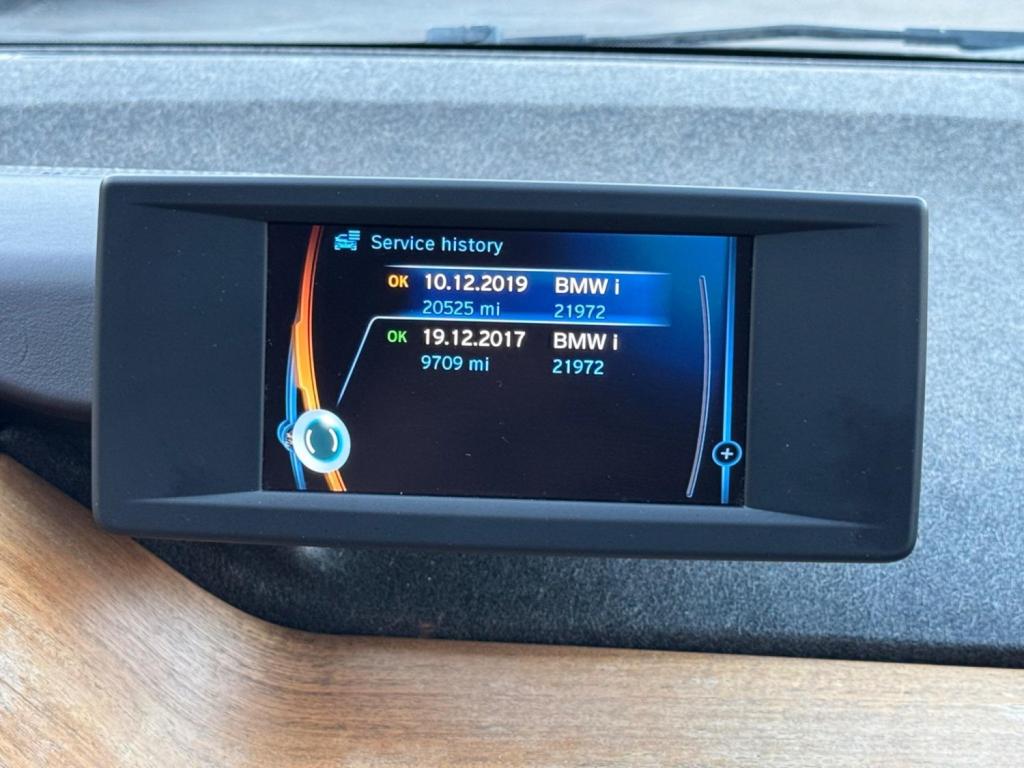 Service history
OK 10.12.2019 BMW i
20525 mi 21972
OK 19.12.2017 BMW i
9709 mi 21972